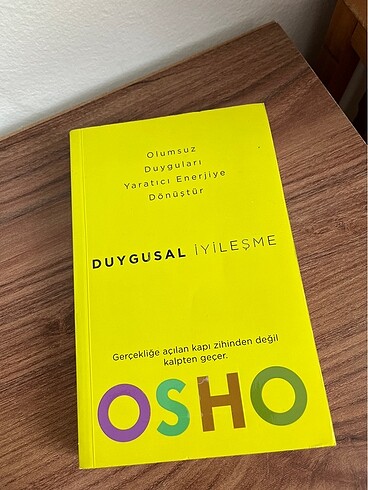 Olumsuz
Duyguları
Yaratıcı Enerjiye
Dönüştür
DUYGUSAL İYİLEŞME
Gerçekliğe açılan kapı zihinden değil
kalpten geçer.
OSHO